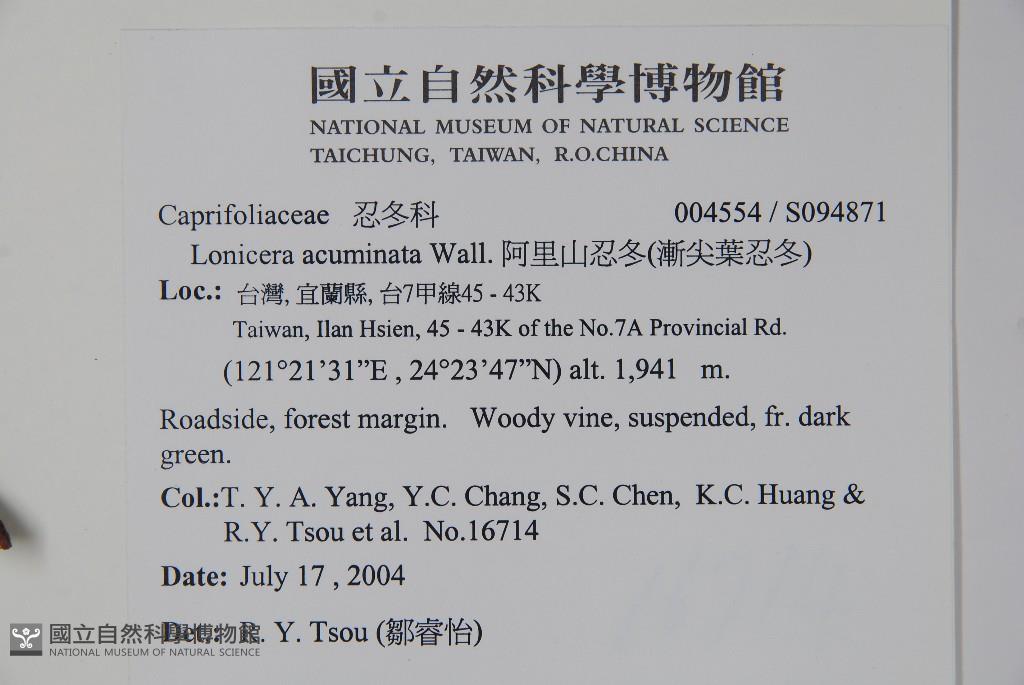 國立自然科學博物館
NATIONAL MUSEUM OF NATURAL SCIENCE
TAICHUNG, TAIWAN, R.O.CHINA
Caprifoliaceae 忍冬科 004554 / S094871
Lonicera acuminata Wall. 阿里山忍冬(漸尖葉忍冬)
Loc.: 台灣, 宜蘭縣, 台7甲線45 - 43K
Taiwan, Ilan Hsien, 45 - 43K of the No.7A Provincial Rd.
(121°21’31”E , 24°23’47”N) alt. 1,941 m.
Roadside, forest margin. Woody vine, suspended, fr. dark
green.
Col.:T. Y. A. Yang, Y.C. Chang, S.C. Chen, K.C. Huang &
R.Y. Tsou et al. No.16714
Date: July 17 , 2004
Det.: R. Y. Tsou (鄒睿怡)
國立自然科學博物館
NATIONAL MUSEUM OF NATURAL SCIENCE